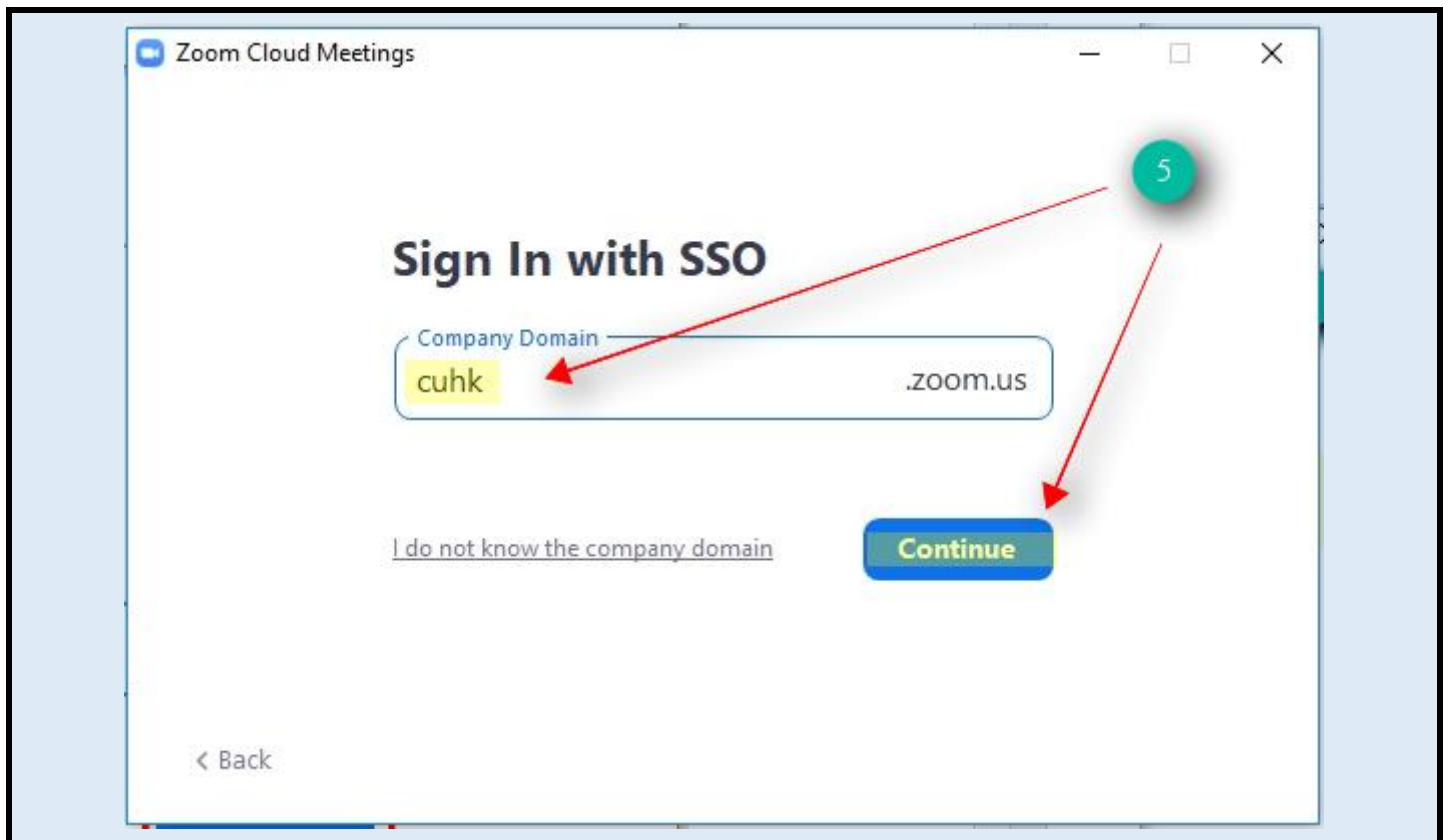 Zoom Cloud Meetings
5
Sign In with SSO
Company Domain
cuhk .zoom.us
I do not know the company domain Continue
< Back